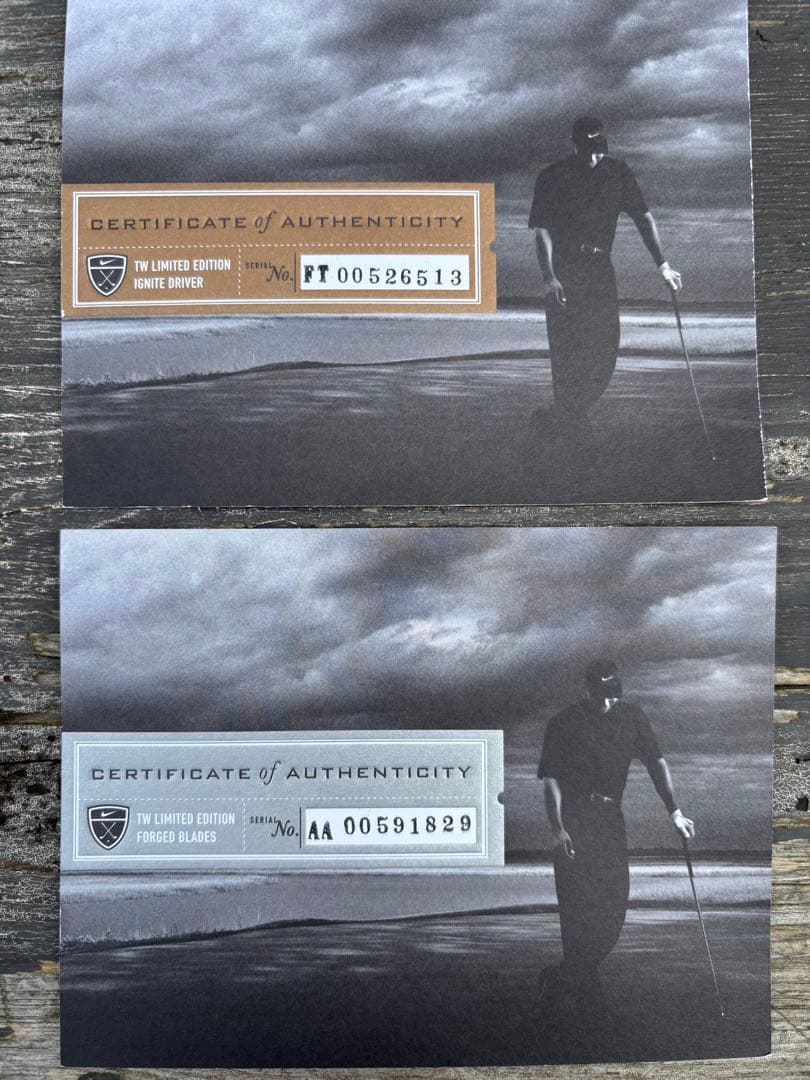 CERTIFICATE of AUTHENTICITY
TW LIMITED EDITION
IGNITE DRIVER
SERIAL No. FT 00526513
CERTIFICATE of AUTHENTICITY
TW LIMITED EDITION
FORGED BLADES
SERIAL No. AA 00591829